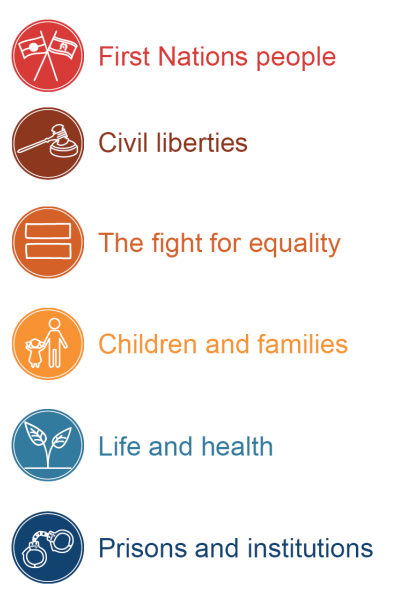 First Nations people
Civil liberties
The fight for equality
Children and families
Life and health
Prisons and institutions